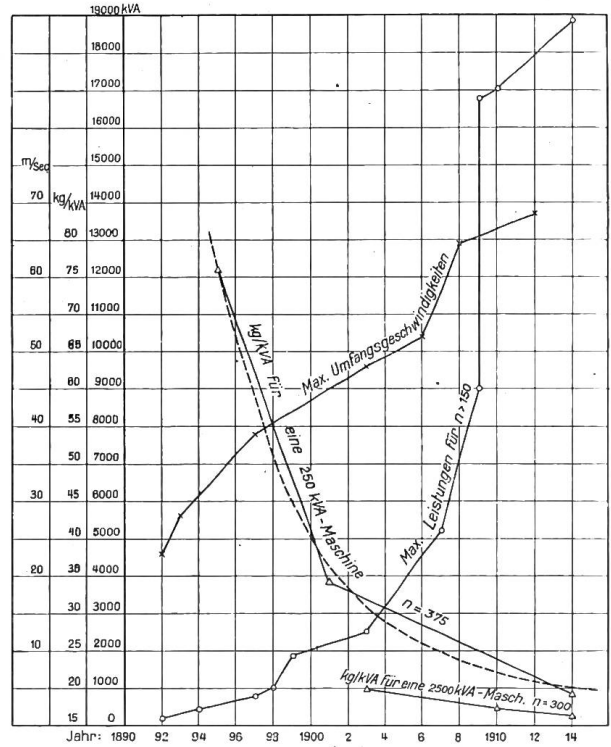 19000 kVA
18000
17000
16000
15000
m/Sec
70 kg/kVA 14000
80 13000
60 75 12000
70 11000
50 65 10000
60 9000
40 55 8000
50 7000
30 45 6000
40 5000
20 35 4000
30 3000
10 25 2000
20 1000
15 0
Jahr: 1890 92 94 96 93 1900 2 4 6 8 1910 12 14
kg/kVA für eine 250 kVA-Maschine
n = 375
Max. Umfangsgeschwindigkeiten
Max. Leistungen für n > 150
kg/kVA für eine 2500 kVA-Masch. n = 300